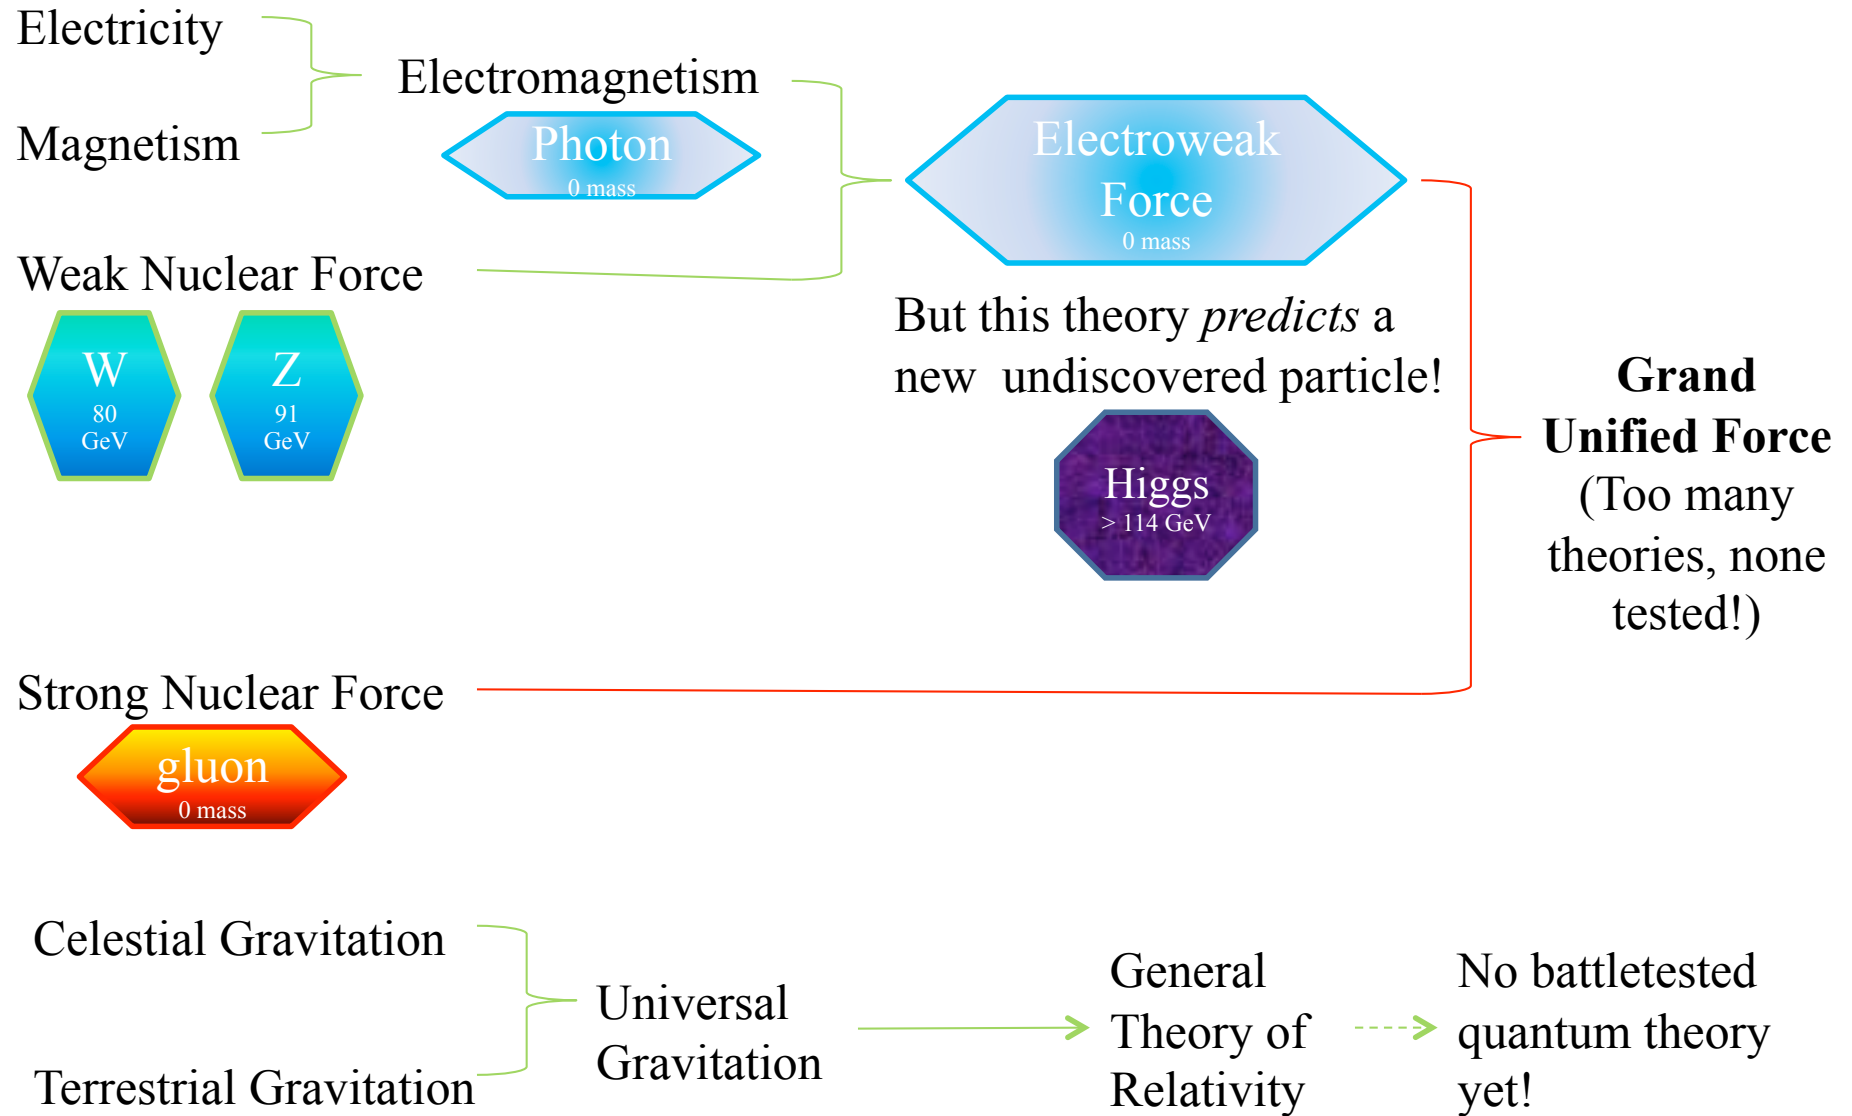 Electricity
Magnetism
Electromagnetism
Photon
0 mass
Electroweak
Force
0 mass
Weak Nuclear Force
W
80
GeV
Z
91
GeV
But this theory predicts a
new undiscovered particle!
Higgs
> 114 GeV
Grand
Unified Force
(Too many
theories, none
tested!)
Strong Nuclear Force
gluon
0 mass
Celestial Gravitation
Terrestrial Gravitation
Universal
Gravitation
General
Theory of
Relativity
No battletested
quantum theory
yet!